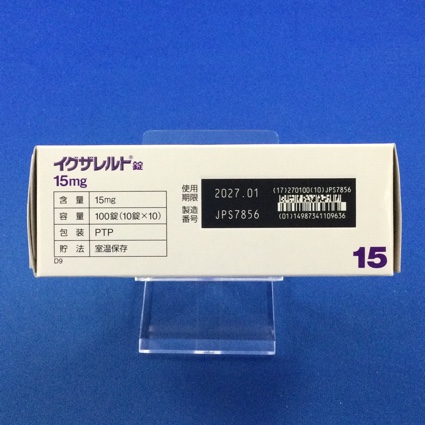 イグザレルト®錠
15mg
含量 15mg
容量 100錠(10錠×10)
包装 PTP
貯法 室温保存
D9
使用期限 2027.01
製造番号 JPS7856
(17)270100(10)JPS7856
(01)14987341109636
15